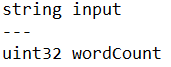 string input
---
uint32 wordCount